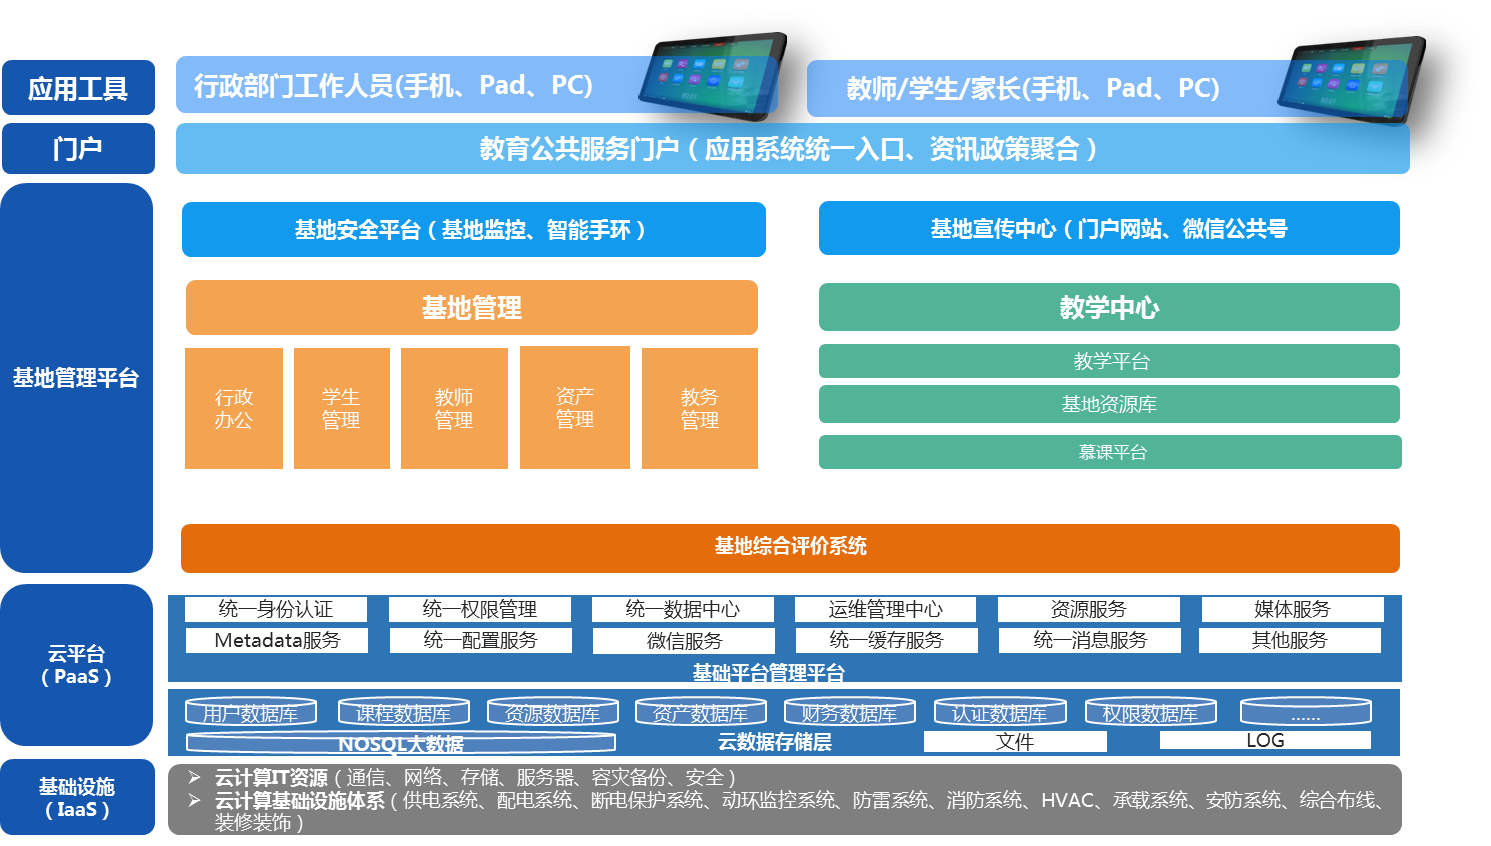 应用工具
行政部门工作人员(手机、Pad、PC)
教师/学生/家长(手机、Pad、PC)
门户
教育公共服务门户（应用系统统一入口、资讯政策聚合）
基地管理平台
基地安全平台（基地监控、智能手环）
基地宣传中心（门户网站、微信公共号
基地管理
行政
办公
学生
管理
教师
管理
资产
管理
教务
管理
教学中心
教学平台
基地资源库
慕课平台
基地综合评价系统
云平台
（PaaS）
统一身份认证
统一权限管理
统一数据中心
运维管理中心
资源服务
媒体服务
Metadata服务
统一配置服务
微信服务
统一缓存服务
统一消息服务
其他服务
基础平台管理平台
用户数据库
课程数据库
资源数据库
资产数据库
财务数据库
认证数据库
权限数据库
......
NOSQL大数据
云数据存储层
文件
LOG
基础设施
（IaaS）
➢ 云计算IT资源（通信、网络、存储、服务器、容灾备份、安全）
➢ 云计算基础设施体系（供电系统、配电系统、断电保护系统、动环监控系统、防雷系统、消防系统、HVAC、承载系统、安防系统、综合布线、
装修装饰）